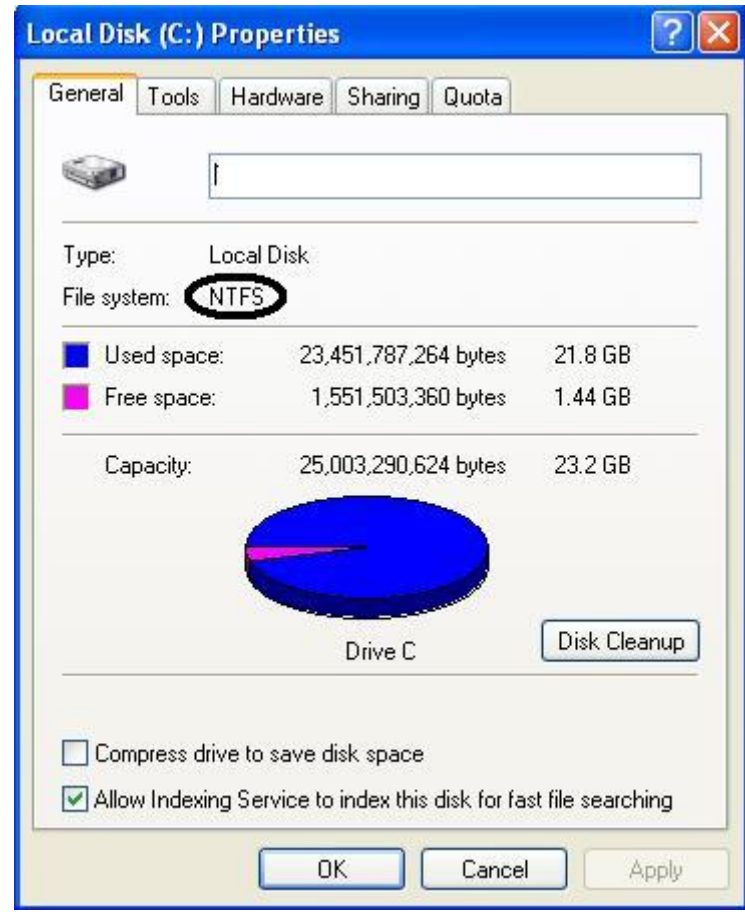 Local Disk (C:) Properties
General Tools Hardware Sharing Quota
Type: Local Disk
File system: NTFS
Used space: 23,451,787,264 bytes 21.8 GB
Free space: 1,551,503,360 bytes 1.44 GB
Capacity: 25,003,290,624 bytes 23.2 GB
Drive C
Disk Cleanup
Compress drive to save disk space
Allow Indexing Service to index this disk for fast file searching
OK Cancel Apply